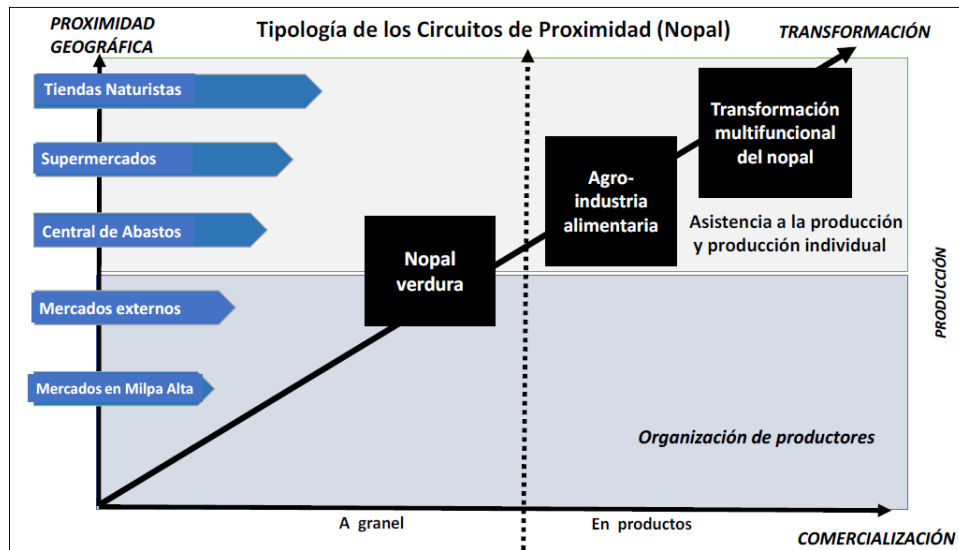 PROXIMIDAD
GEOGRÁFICA
Tipología de los Circuitos de Proximidad (Nopal)
TRANSFORMACIÓN
Tiendas Naturistas
Supermercados
Central de Abastos
Mercados externos
Mercados en Milpa Alta
Nopal
verdura
Agro-
industria
alimentaria
Transformación
multifuncional
del nopal
Asistencia a la producción
y producción individual
PRODUCCIÓN
Organización de productores
A granel
En productos
COMERCIALIZACIÓN